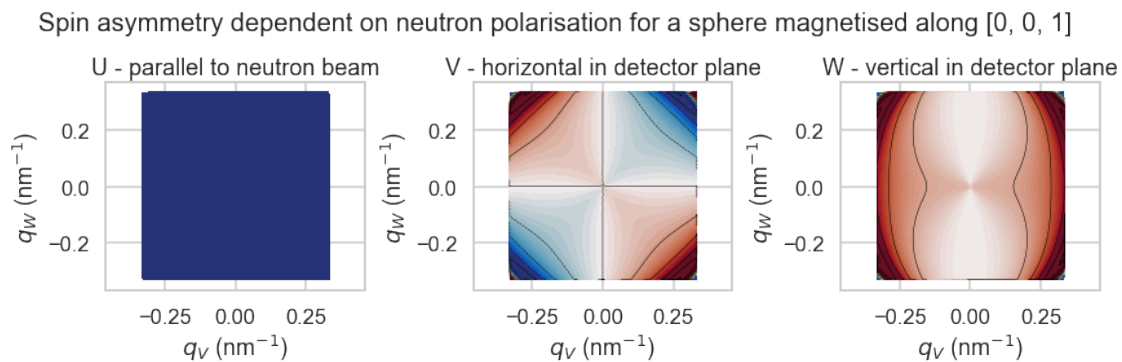 Spin asymmetry dependent on neutron polarisation for a sphere magnetised along [0, 0, 1]
U - parallel to neutron beam
V - horizontal in detector plane
W - vertical in detector plane
0.2
0.0
−0.2
q_W (nm⁻¹)
−0.25 0.00 0.25
q_V (nm⁻¹)
0.2
0.0
−0.2
q_W (nm⁻¹)
−0.25 0.00 0.25
q_V (nm⁻¹)
0.2
0.0
−0.2
q_W (nm⁻¹)
−0.25 0.00 0.25
q_V (nm⁻¹)